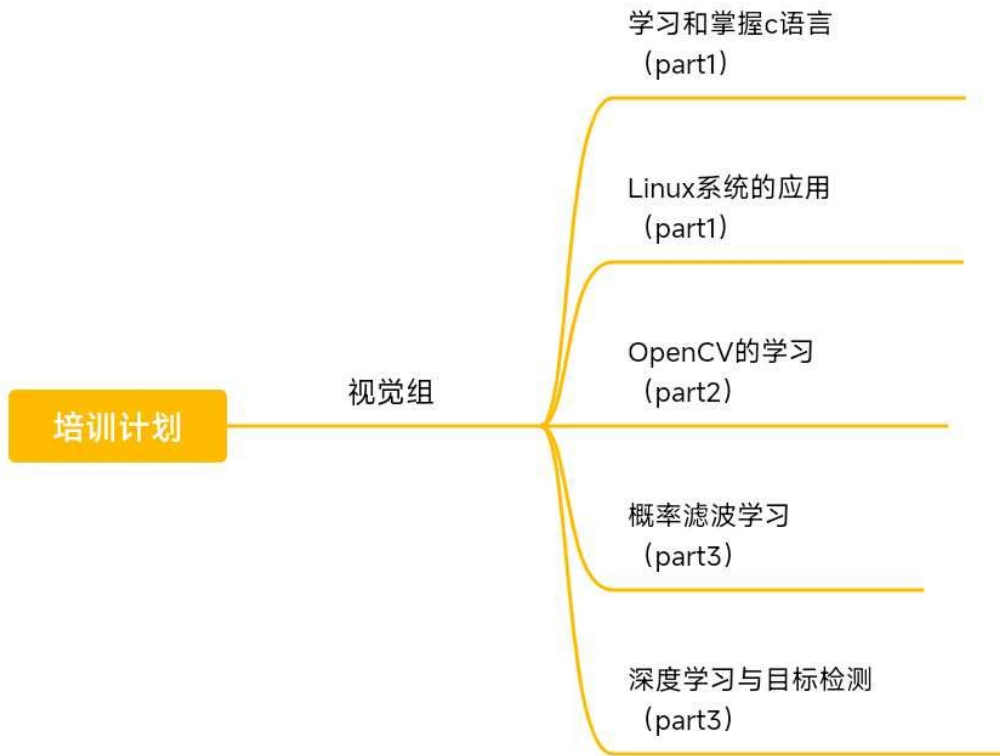 学习和掌握c语言
（part1）
Linux系统的应用
（part1）
OpenCV的学习
（part2）
视觉组
培训计划
概率滤波学习
（part3）
深度学习与目标检测
（part3）